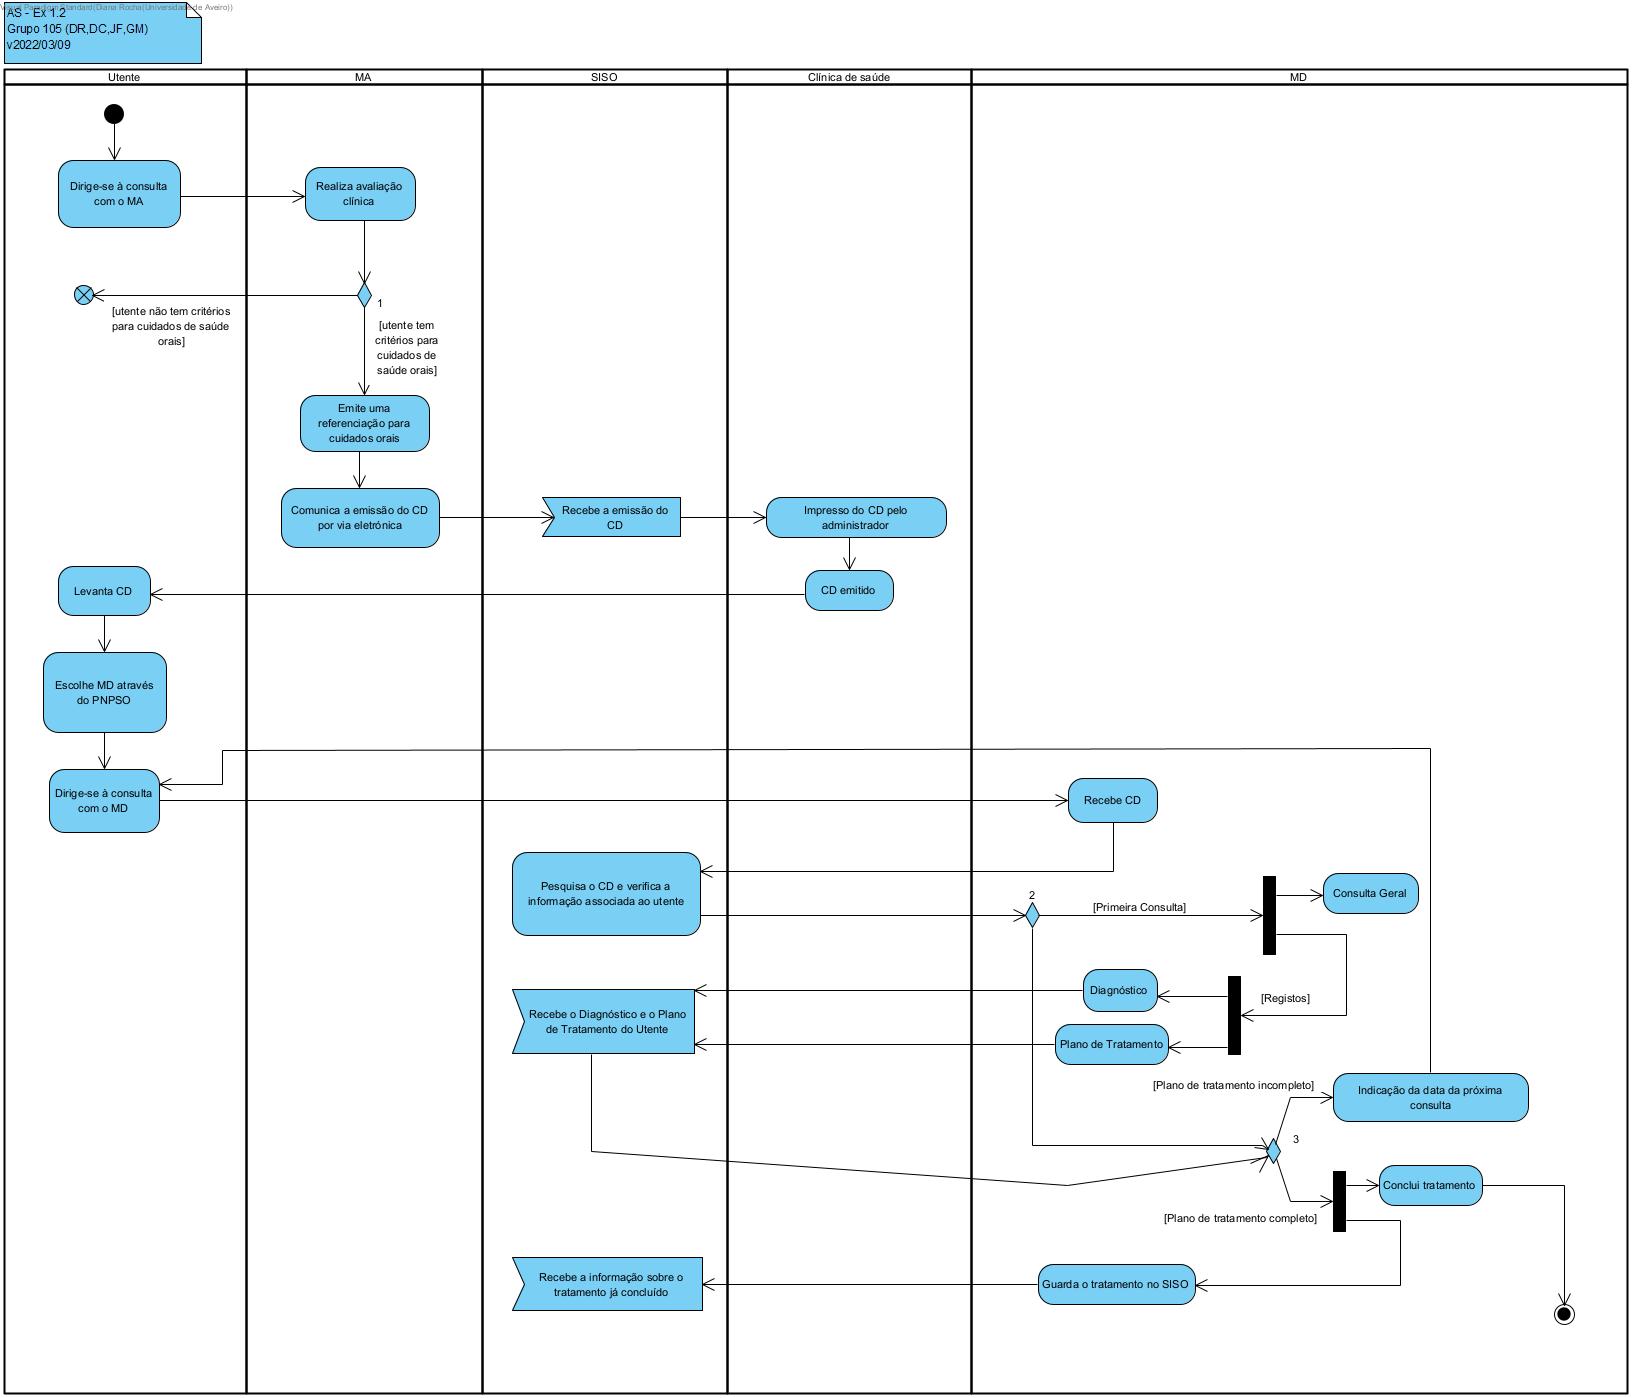 Visual Paradigm Standard(Diana Rocha(Universidade de Aveiro))
AS - Ex 1.2
Grupo 105 (DR,DC,JF,GM)
v2022/03/09
Utente
MA
SISO
Clínica de saúde
MD
Dirige-se à consulta
com o MA
Realiza avaliação
clínica
1
[utente não tem critérios
para cuidados de saúde
orais]
[utente tem
critérios para
cuidados de
saúde orais]
Emite uma
referenciação para
cuidados orais
Comunica a emissão do CD
por via eletrónica
Recebe a emissão do
CD
Impresso do CD pelo
administrador
CD emitido
Levanta CD
Escolhe MD através
do PNPSO
Dirige-se à consulta
com o MD
Recebe CD
Pesquisa o CD e verifica a
informação associada ao utente
2
[Primeira Consulta]
Consulta Geral
[Registos]
Diagnóstico
Plano de Tratamento
Recebe o Diagnóstico e o Plano
de Tratamento do Utente
[Plano de tratamento incompleto]
Indicação da data da próxima
consulta
3
[Plano de tratamento completo]
Conclui tratamento
Guarda o tratamento no SISO
Recebe a informação sobre o
tratamento já concluído